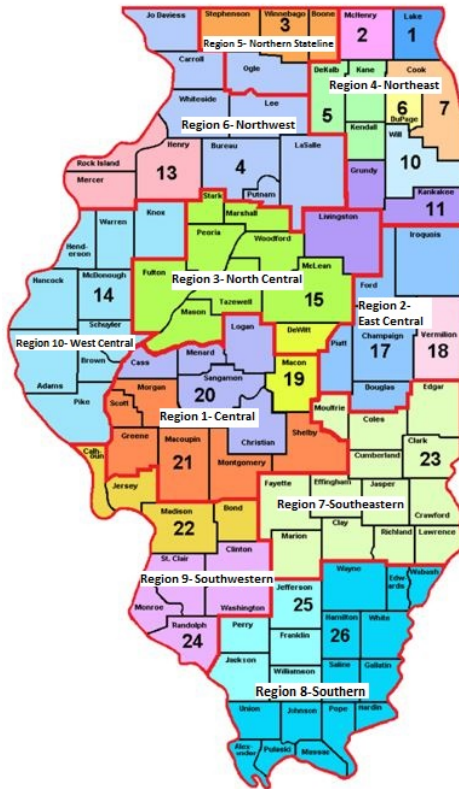 Jo Daviess
Stephenson
Winnebago
Boone
McHenry
Lake
3
2
1
Region 5- Northern Stateline
Carroll
Ogle
DeKalb
Kane
Cook
Region 4- Northeast
Whiteside
Lee
5
6
7
DuPage
Region 6- Northwest
Kendall
Will
Henry
Bureau
LaSalle
10
Rock Island
13
4
Mercer
Putnam
Grundy
Kankakee
11
Stark
Marshall
Livingston
Warren
Knox
Peoria
Woodford
Iroquois
Hender-
derson
Fulton
McLean
Ford
Region 3- North Central
Hancock
McDonough
14
Mason
Tazewell
15
Region 2-
East Central
Schuyler
Logan
DeWitt
Champaign
Vermilion
Region 10- West Central
Piatt
17
18
Brown
Cass
Menard
Macon
19
Adams
Sangamon
20
Douglas
Edgar
Pike
Morgan
Moultrie
Scott
Region 1- Central
Coles
Christian
Shelby
Clark
Greene
Macoupin
Cumberland
23
21
Montgomery
Cal-
houn
Jersey
Fayette
Effingham
Jasper
Crawford
Madison
Bond
Region 7-Southeastern
22
Clay
Richland
Lawrence
Clinton
Marion
St. Clair
Wayne
Wabash
Region 9- Southwestern
Edw
ards
Jefferson
25
Monroe
Washington
Hamilton
White
Randolph
Perry
24
Franklin
26
Jackson
Williamson
Saline
Gallatin
Region 8-Southern
Union
Johnson
Pope
Hardin
Alex-
ander
Pulaski
Massac